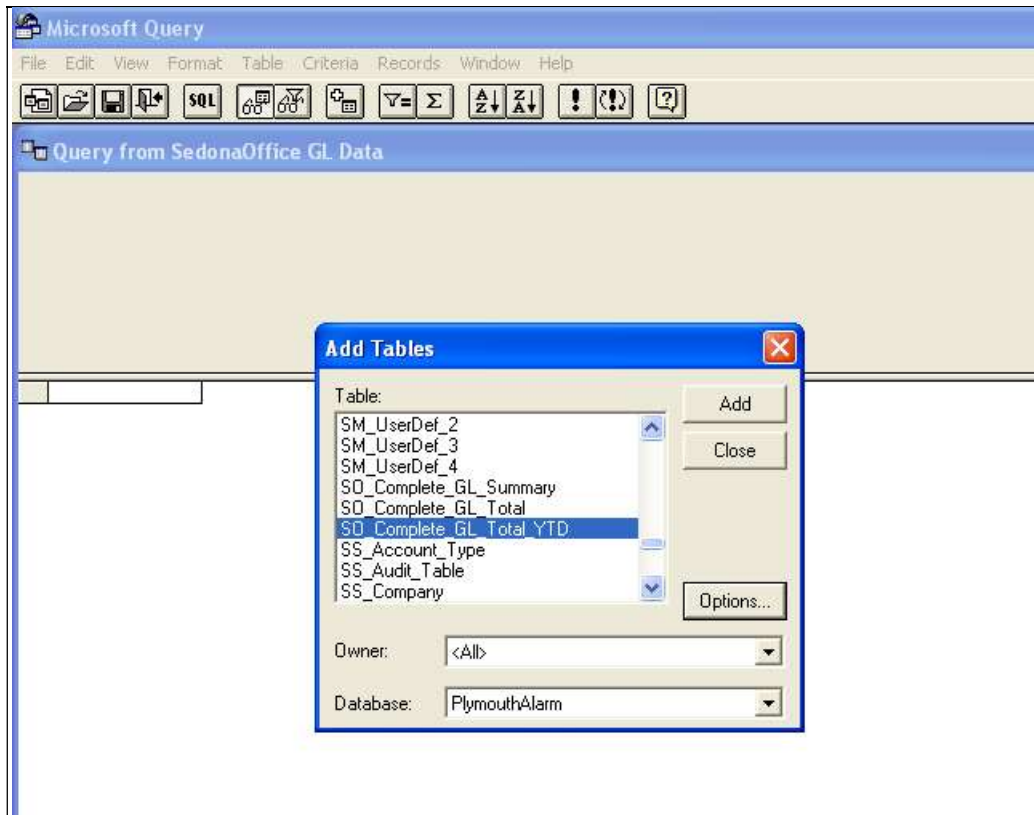 Microsoft Query
File Edit View Format Table Criteria Records Window Help
SQL
Query from SedonaOffice GL Data
Add Tables
Table:
SM_UserDef_2
SM_UserDef_3
SM_UserDef_4
SO_Complete_GL_Summary
SO_Complete_GL_Total
SO_Complete_GL_Total_YTD
SS_Account_Type
SS_Audit_Table
SS_Company
Add
Close
Options...
Owner: <All>
Database: PlymouthAlarm